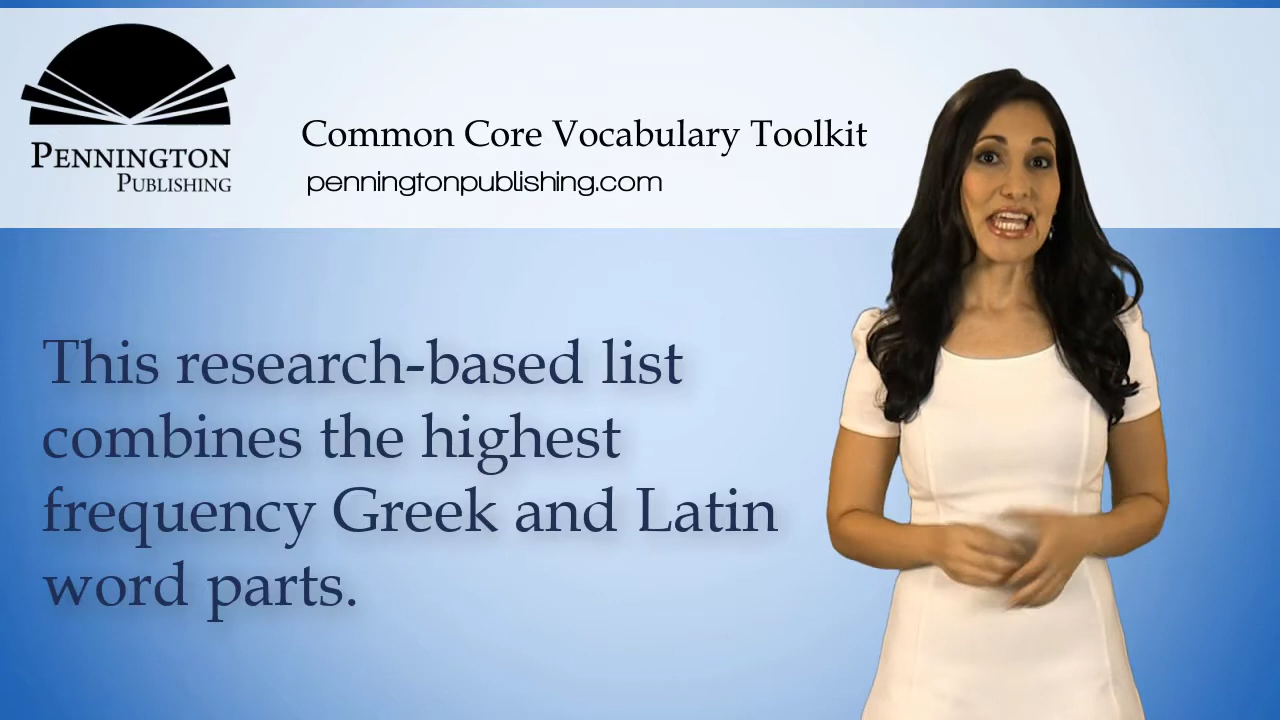 PENNINGTON
PUBLISHING
Common Core Vocabulary Toolkit
penningtonpublishing.com
This research-based list
combines the highest
frequency Greek and Latin
word parts.